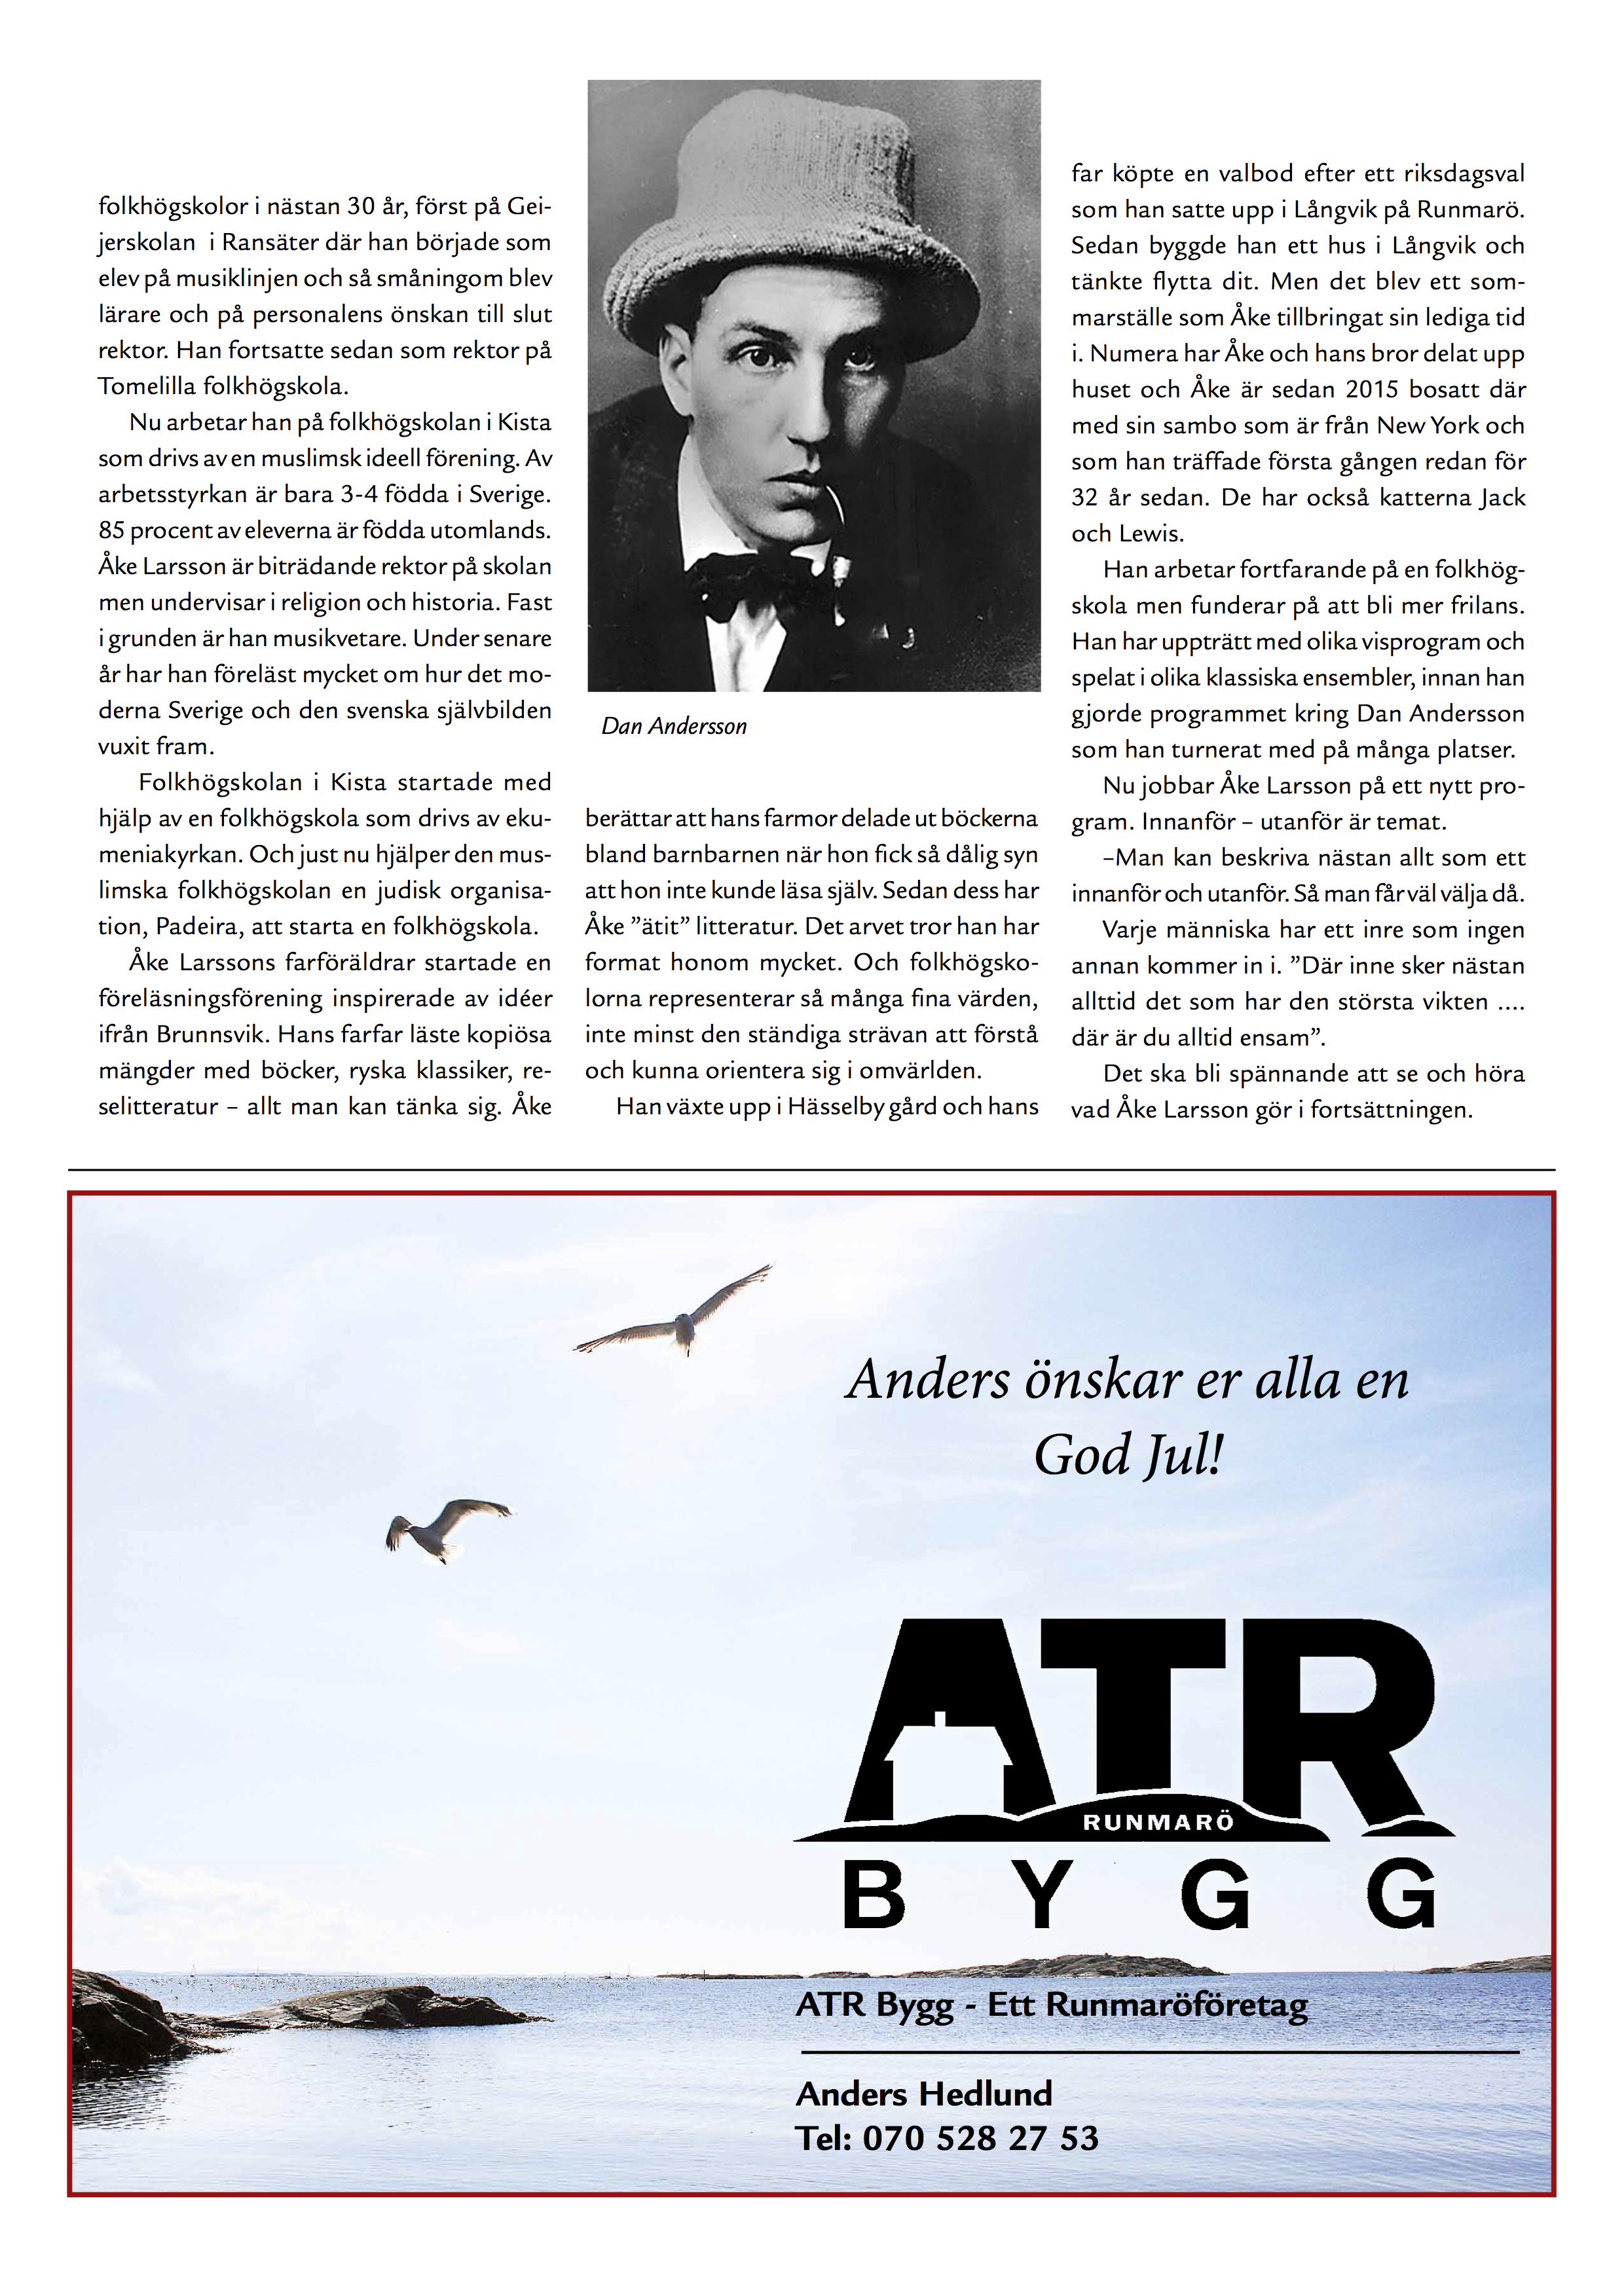 folkhögskolor i nästan 30 år, först på Gei-
jerskolan i Ransäter där han började som
elev på musiklinjen och så småningom blev
lärare och på personalens önskan till slut
rektor. Han fortsatte sedan som rektor på
Tomelilla folkhögskola.
Nu arbetar han på folkhögskolan i Kista
som drivs av en muslimsk ideell förening. Av
arbetsstyrkan är bara 3-4 födda i Sverige.
85 procent av eleverna är födda utomlands.
Åke Larsson är biträdande rektor på skolan
men undervisar i religion och historia. Fast
i grunden är han musikvetare. Under senare
år har han föreläst mycket om hur det mo-
derna Sverige och den svenska självbilden
vuxit fram.
Folkhögskolan i Kista startade med
hjälp av en folkhögskola som drivs av eku-
meniakyrkan. Och just nu hjälper den mus-
limska folkhögskolan en judisk organisa-
tion, Padeira, att starta en folkhögskola.
Åke Larssons farföräldrar startade en
föreläsningsförening inspirerade av idéer
ifrån Brunnsvik. Hans farfar läste kopiösa
mängder med böcker, ryska klassiker, re-
selitteratur – allt man kan tänka sig. Åke
Dan Andersson
berättar att hans farmor delade ut böckerna
bland barnbarnen när hon fick så dålig syn
att hon inte kunde läsa själv. Sedan dess har
Åke ”ätit” litteratur. Det arvet tror han har
format honom mycket. Och folkhögsko-
lorna representerar så många fina värden,
inte minst den ständiga strävan att förstå
och kunna orientera sig i omvärlden.
Han växte upp i Hässelby gård och hans
far köpte en valbod efter ett riksdagsval
som han satte upp i Långvik på Runmarö.
Sedan byggde han ett hus i Långvik och
tänkte flytta dit. Men det blev ett som-
marställe som Åke tillbringat sin lediga tid
i. Numera har Åke och hans bror delat upp
huset och Åke är sedan 2015 bosatt där
med sin sambo som är från New York och
som han träffade första gången redan för
32 år sedan. De har också katterna Jack
och Lewis.
Han arbetar fortfarande på en folkhög-
skola men funderar på att bli mer frilans.
Han har uppträtt med olika visprogram och
spelat i olika klassiska ensembler, innan han
gjorde programmet kring Dan Andersson
som han turnerat med på många platser.
Nu jobbar Åke Larsson på ett nytt pro-
gram. Innanför – utanför är temat.
–Man kan beskriva nästan allt som ett
innanför och utanför. Så man får väl välja då.
Varje människa har ett inre som ingen
annan kommer in i. ”Där inne sker nästan
allttid det som har den största vikten ....
där är du alltid ensam”.
Det ska bli spännande att se och höra
vad Åke Larsson gör i fortsättningen.
Anders önskar er alla en
God Jul!
ATR
RUNMARÖ
BYGG
ATR Bygg - Ett Runmaröföretag
Anders Hedlund
Tel: 070 528 27 53